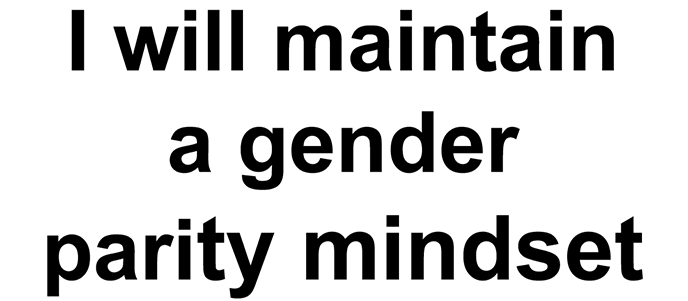 I will maintain
a gender
parity mindset